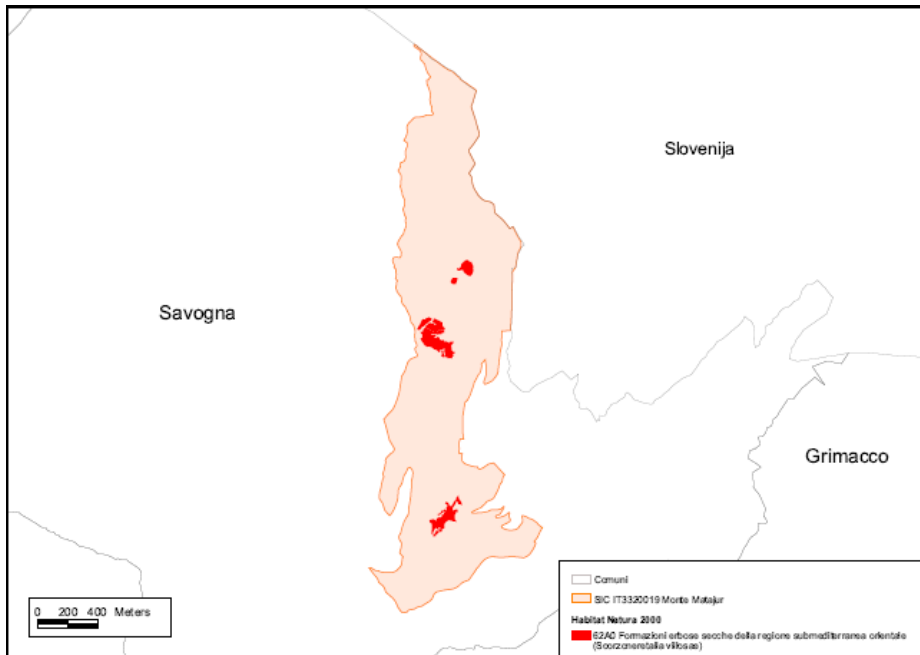 Slovenija
Savogna
Grimacco
0 200 400 Meters
Comuni
SIC IT3320019 Monte Matajur
Habitat Natura 2000
62A0 Formazioni erbose secche della regione submediterranea orientale
(Scorzoneretalia villosae)